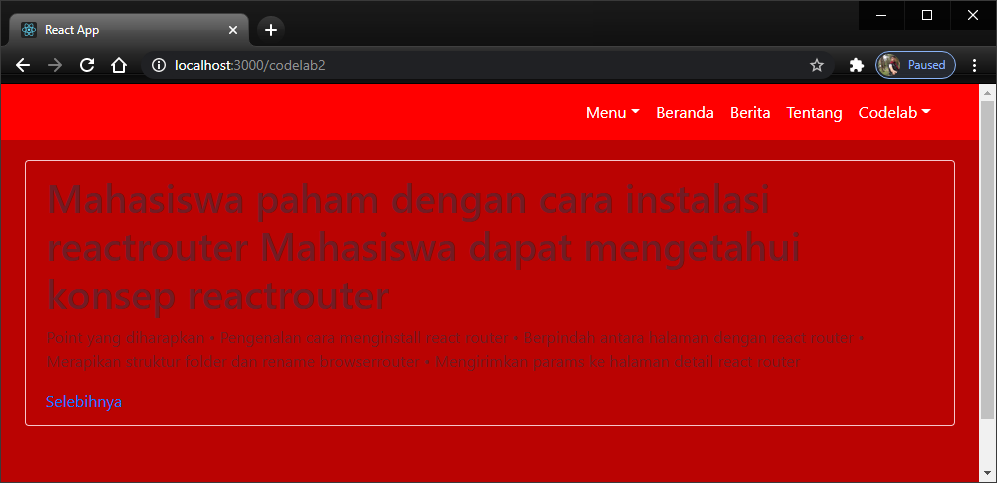 React App
localhost:3000/codelab2
Paused
Menu Beranda Berita Tentang Codelab
Mahasiswa paham dengan cara instalasi
reactrouter Mahasiswa dapat mengetahui
konsep reactrouter
Point yang diharapkan • Pengenalan cara menginstall react router • Berpindah antara halaman dengan react router •
Merapikan struktur folder dan rename browserrouter • Mengirimkan params ke halaman detail react router
Selebihnya